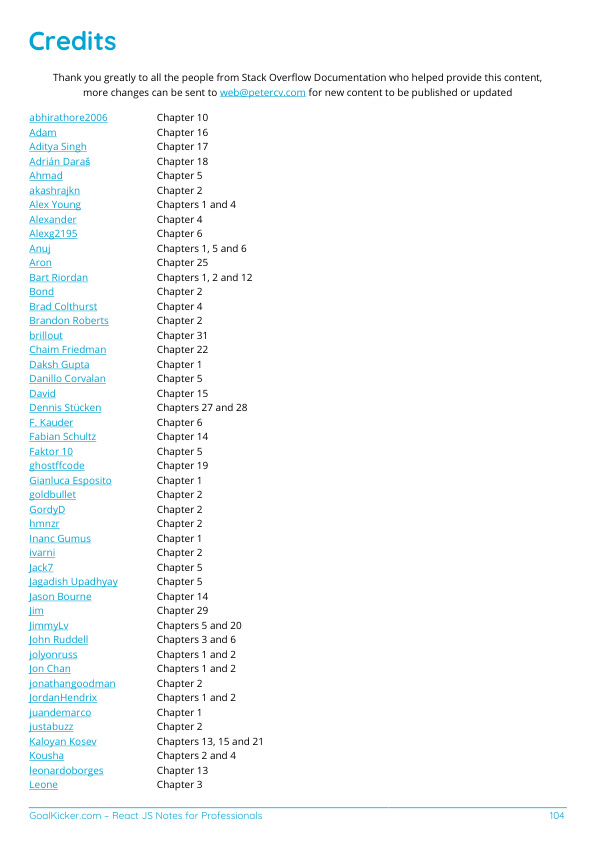 Credits
Thank you greatly to all the people from Stack Overflow Documentation who helped provide this content,
more changes can be sent to web@petercv.com for new content to be published or updated
abhirathore2006 Chapter 10
Adam Chapter 16
Aditya Singh Chapter 17
Adrián Daraš Chapter 18
Ahmad Chapter 5
akashrajkn Chapter 2
Alex Young Chapters 1 and 4
Alexander Chapter 4
Alexg2195 Chapter 6
Anuj Chapters 1, 5 and 6
Aron Chapter 25
Bart Riordan Chapters 1, 2 and 12
Bond Chapter 2
Brad Colthurst Chapter 4
Brandon Roberts Chapter 2
brillout Chapter 31
Chaim Friedman Chapter 22
Daksh Gupta Chapter 1
Danillo Corvalan Chapter 5
David Chapter 15
Dennis Stücken Chapters 27 and 28
F. Kauder Chapter 6
Fabian Schultz Chapter 14
Faktor 10 Chapter 5
ghostffcode Chapter 19
Gianluca Esposito Chapter 1
goldbullet Chapter 2
GordyD Chapter 2
hmnzr Chapter 2
Inanc Gumus Chapter 1
ivarni Chapter 2
Jack7 Chapter 5
Jagadish Upadhyay Chapter 5
Jason Bourne Chapter 14
Jim Chapter 29
JimmyLv Chapters 5 and 20
John Ruddell Chapters 3 and 6
jolyonruss Chapters 1 and 2
Jon Chan Chapters 1 and 2
jonathangoodman Chapter 2
JordanHendrix Chapters 1 and 2
juandemarco Chapter 1
justabuzz Chapter 2
Kaloyan Kosev Chapters 13, 15 and 21
Kousha Chapters 2 and 4
leonardoborges Chapter 13
Leone Chapter 3
GoalKicker.com – React JS Notes for Professionals 104